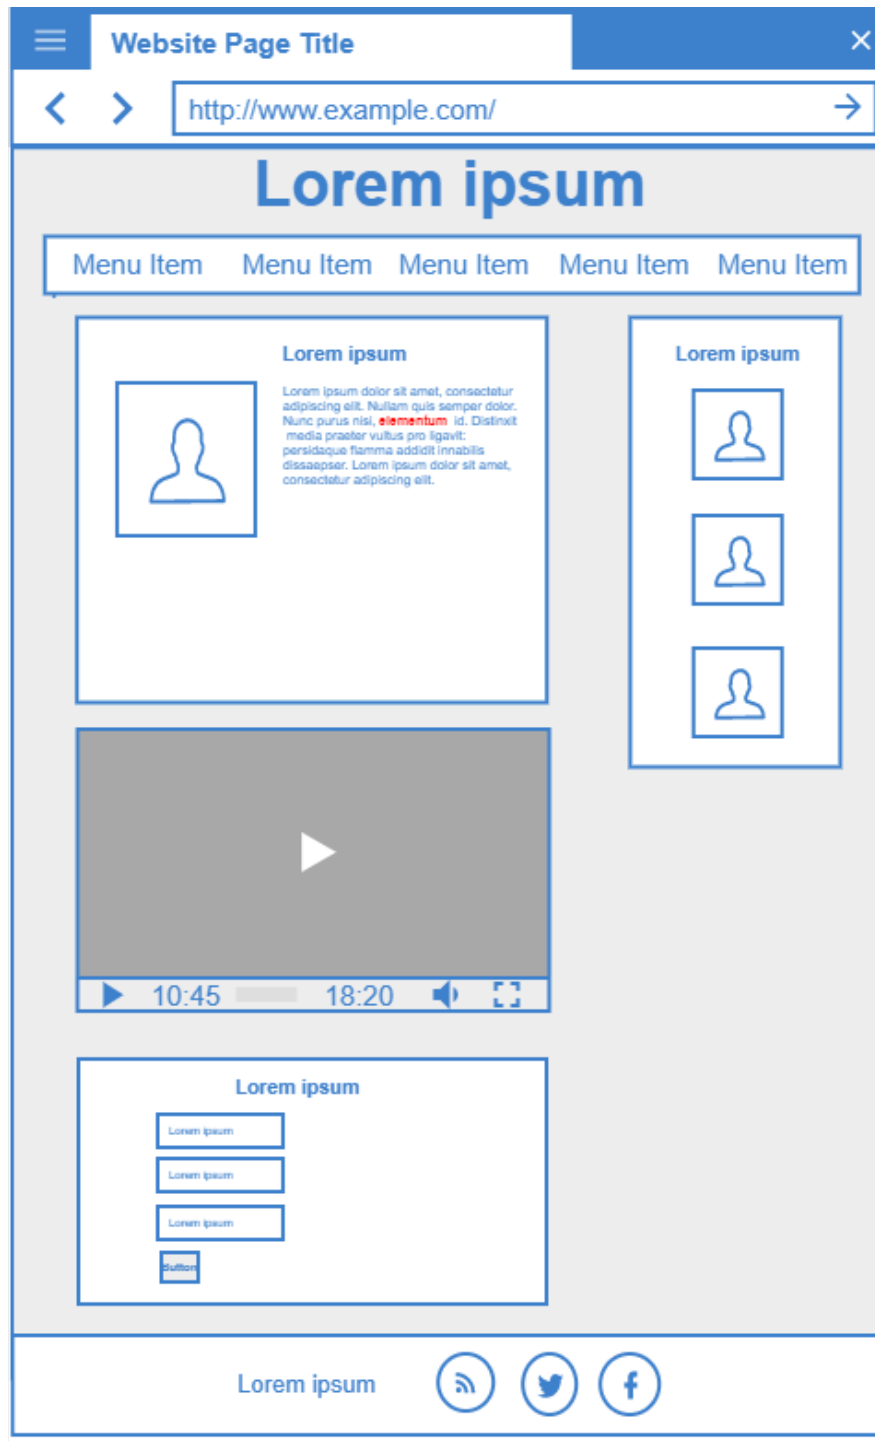 Website Page Title
http://www.example.com/
Lorem ipsum
Menu Item Menu Item Menu Item Menu Item Menu Item
Lorem ipsum
Lorem ipsum dolor sit amet, consectetur
adipiscing elit. Nullam quis semper dolor.
Nunc purus nisl, elementum id. Distinxit
media praeter vultus pro ligavit:
persidaque flamma addidit innabilis
dissaepser. Lorem ipsum dolor sit amet,
consectetur adipiscing elit.
Lorem ipsum
10:45 18:20
Lorem ipsum
Lorem ipsum
Lorem ipsum
Lorem ipsum
Button
Lorem ipsum